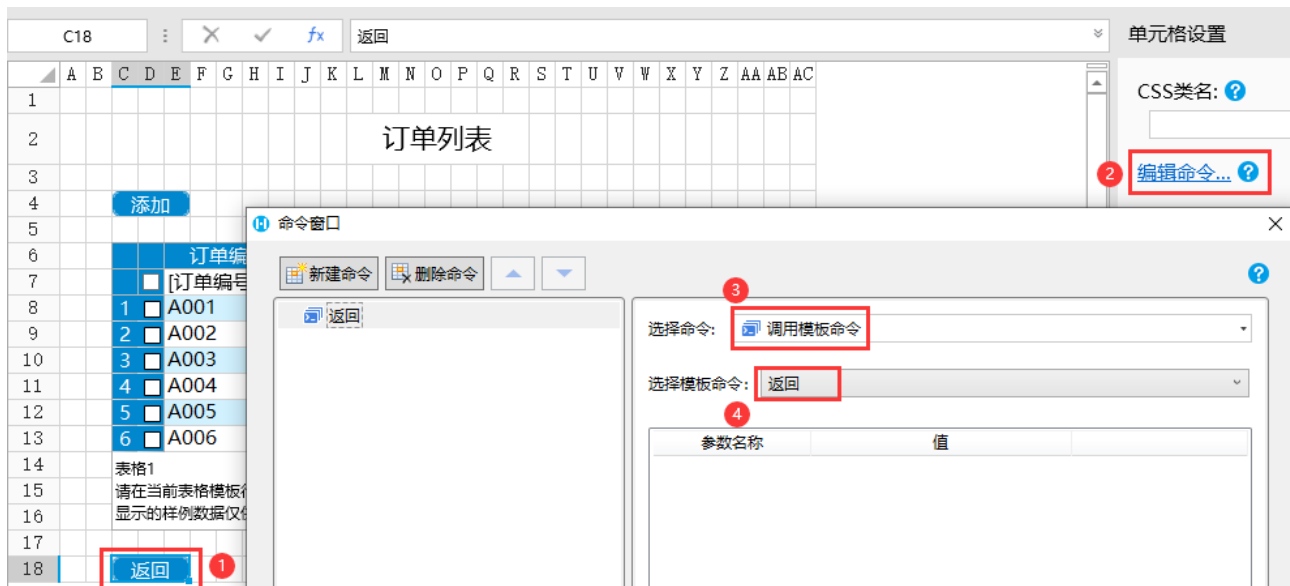 C18 fx 返回 单元格设置
A B C D E F G H I J K L M N O P Q R S T U V W X Y Z AA AB AC
CSS类名: ?
1
2 订单列表
2 编辑命令... ?
3
4 添加
5 命令窗口
6 订单编
7 [订单编号
新建命令 删除命令 ?
3
8 1 A001
返回 选择命令: 调用模板命令
9 2 A002
10 3 A003
11 4 A004
选择模板命令: 返回
12 5 A005
4
13 6 A006
参数名称 值
14 表格1
15 请在当前表格模板行
16 显示的样例数据仅
17
18 返回 1